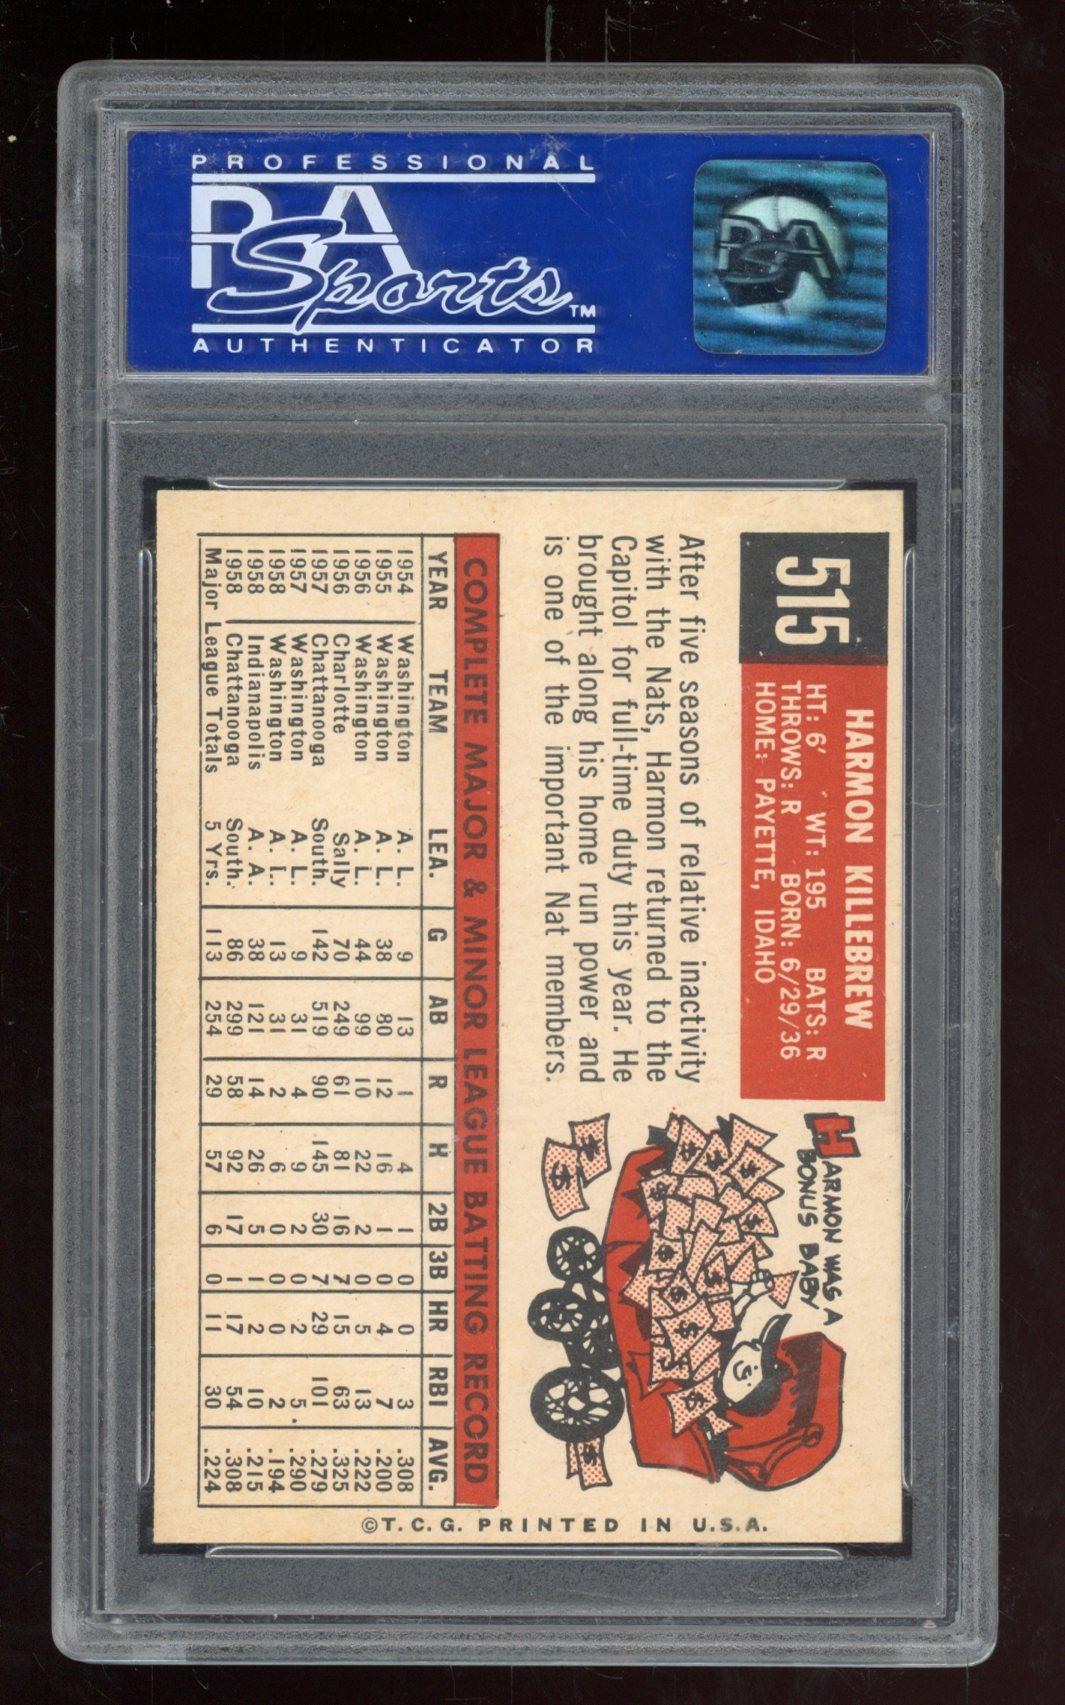 PROFESSIONAL
PSA
Sports™
AUTHENTICATOR
PSA
515
HARMON KILLEBREW
HT: 6' WT: 195 BATS: R
THROWS: R BORN: 6/29/36
HOME: PAYETTE, IDAHO
After five seasons of relative inactivity
with the Nats, Harmon returned to the
Capitol for full-time duty this year. He
brought along his home run power and
is one of the important Nat members.
HARMON WAS A
BONUS BABY
COMPLETE MAJOR & MINOR LEAGUE BATTING RECORD
YEAR TEAM LEA. G AB R H 2B 3B HR RBI AVG.
1954 Washington A. L. 9 13 1 4 1 0 0 3 .308
1955 Washington A. L. 38 80 12 16 1 0 4 7 .200
1956 Washington A. L. 44 99 10 22 2 0 5 13 .222
1956 Charlotte Sally 70 249 61 81 16 7 15 63 .325
1957 Chattanooga South. 142 519 90 145 30 7 29 101 .279
1957 Washington A. L. 9 31 4 9 2 0 2 5 .290
1958 Washington A. L. 13 31 2 6 0 0 0 2 .194
1958 Indianapolis A. A. 38 121 14 26 5 1 2 10 .215
1958 Chattanooga South. 86 299 58 92 17 1 17 54 .308
Major League Totals 5 Yrs. 113 254 29 57 6 0 11 30 .224
©T. C. G. PRINTED IN U.S.A.